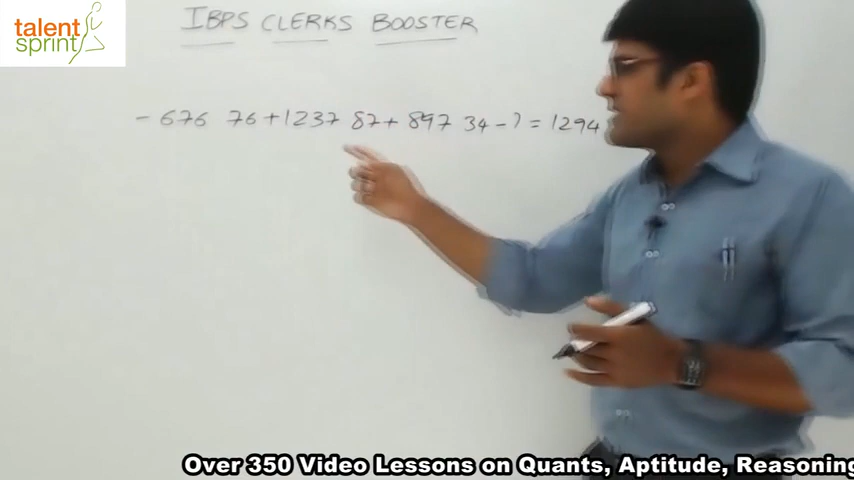 talent
sprint
IBPS CLERKS BOOSTER
- 676 76 + 1237 87 + 897 34 - ? = 1294
Over 350 Video Lessons on Quants, Aptitude, Reasoning